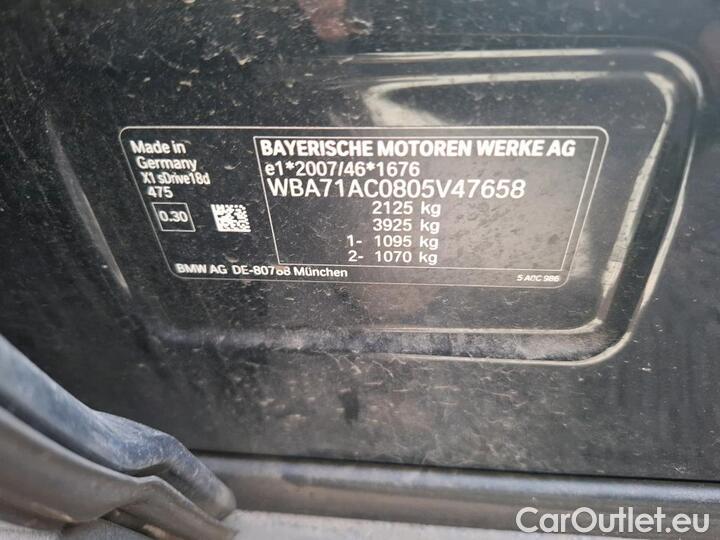 Made in
Germany
X1 sDrive18d
475
0.30
BAYERISCHE MOTOREN WERKE AG
e1*2007/46*1676
WBA71AC0805V47658
2125 kg
3925 kg
1- 1095 kg
2- 1070 kg
BMW AG DE-80788 München
5 A0C 986
CarOutlet.eu